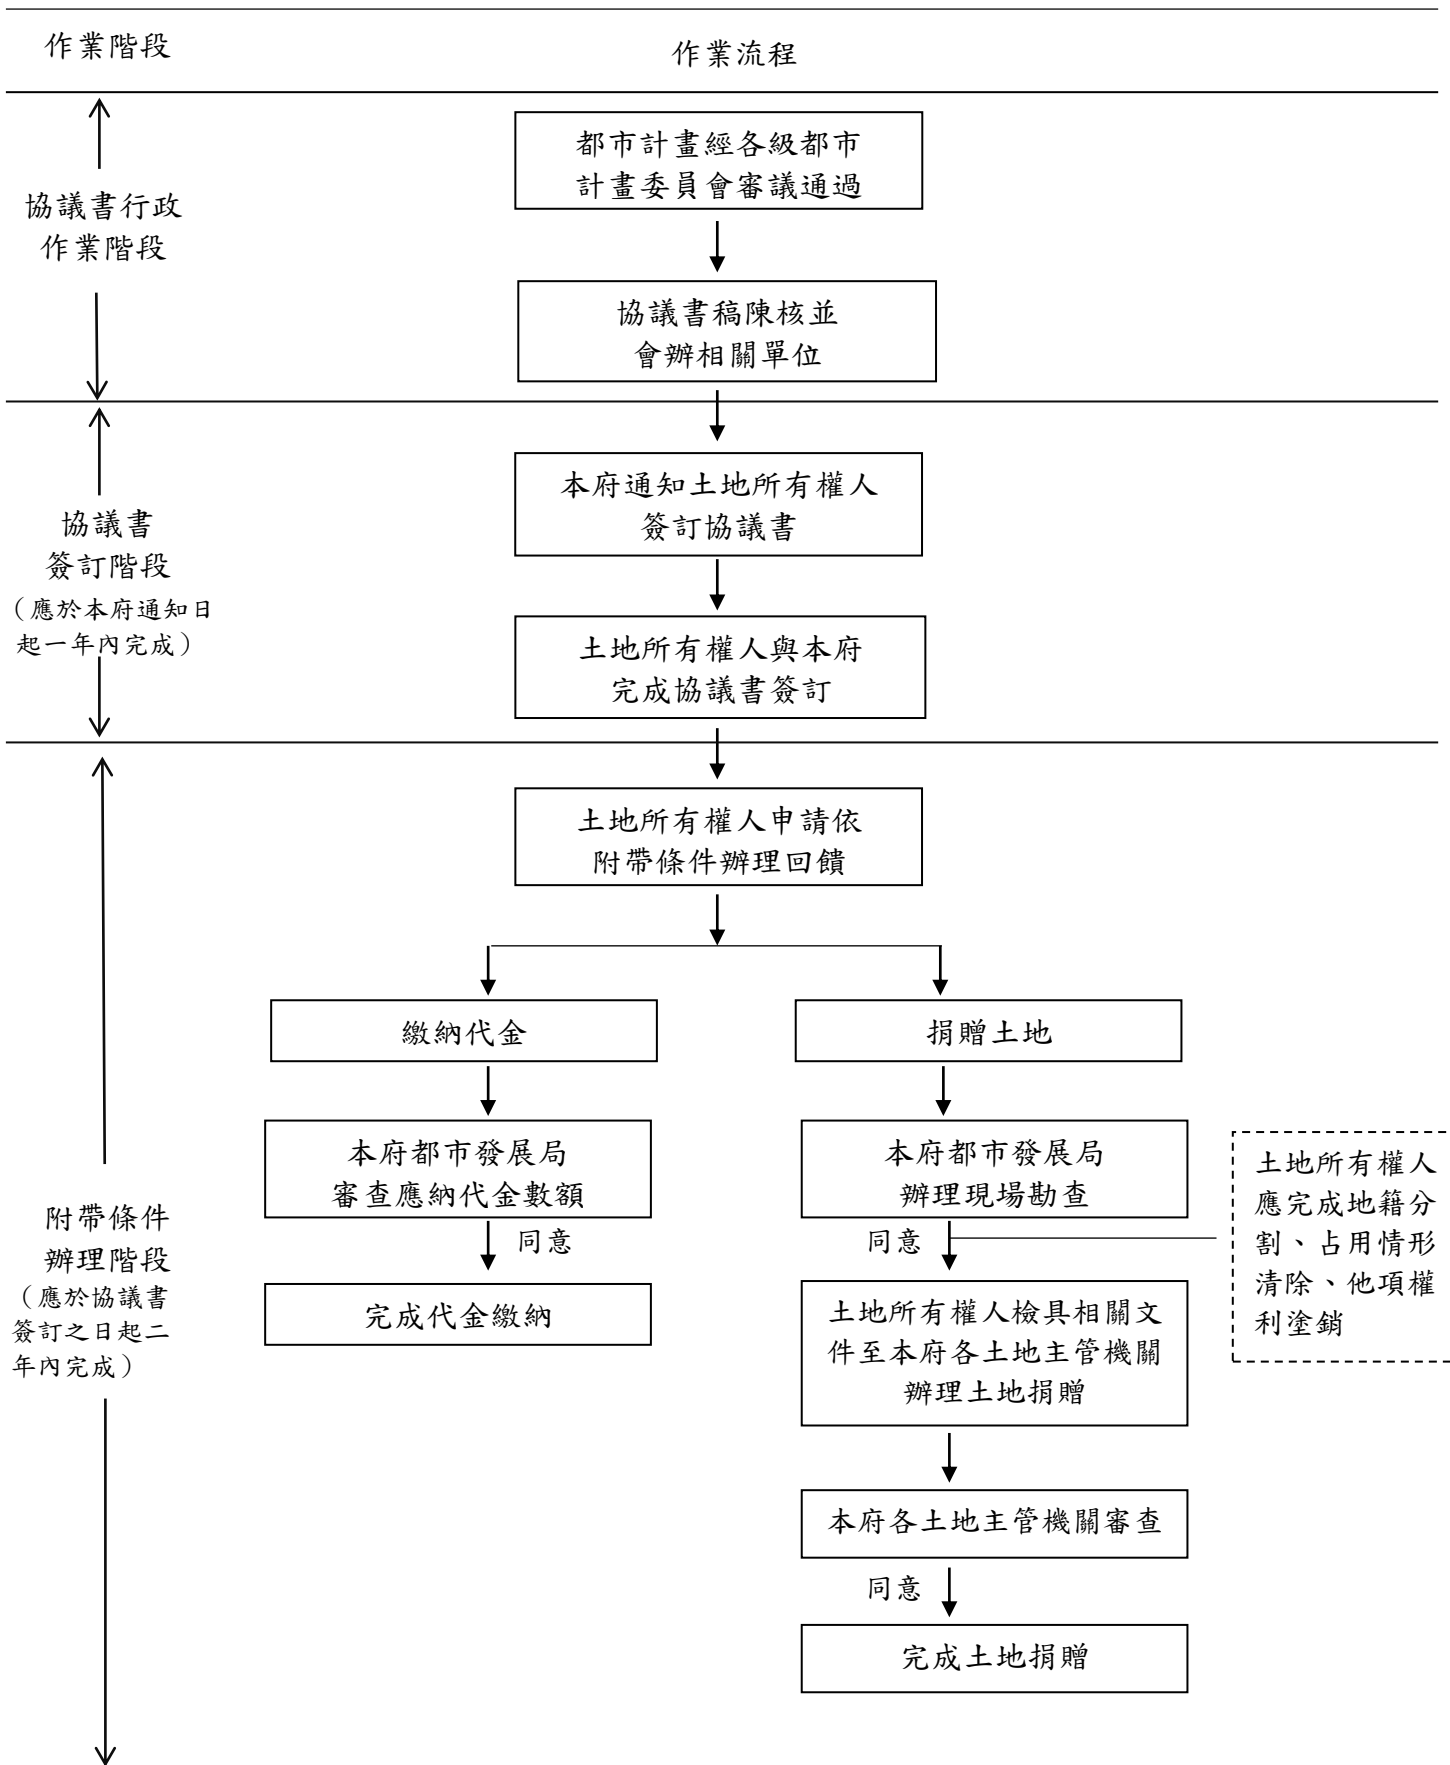 作業階段
作業流程
協議書行政
作業階段
都市計畫經各級都市
計畫委員會審議通過
協議書稿陳核並
會辦相關單位
協議書
簽訂階段
（應於本府通知日
起一年內完成）
本府通知土地所有權人
簽訂協議書
土地所有權人與本府
完成協議書簽訂
附帶條件
辦理階段
（應於協議書
簽訂之日起二
年內完成）
土地所有權人申請依
附帶條件辦理回饋
繳納代金
本府都市發展局
審查應納代金數額
同意
完成代金繳納
捐贈土地
本府都市發展局
辦理現場勘查
同意
土地所有權人
應完成地籍分
割、占用情形
清除、他項權
利塗銷
土地所有權人檢具相關文
件至本府各土地主管機關
辦理土地捐贈
本府各土地主管機關審查
同意
完成土地捐贈